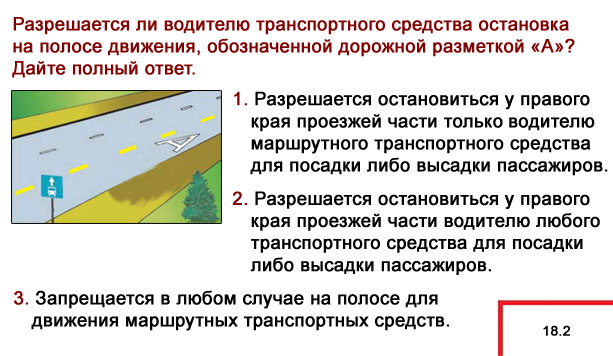 Разрешается ли водителю транспортного средства остановка
на полосе движения, обозначенной дорожной разметкой «А»?
Дайте полный ответ.
1. Разрешается остановиться у правого
края проезжей части только водителю
маршрутного транспортного средства
для посадки либо высадки пассажиров.
А
2. Разрешается остановиться у правого
края проезжей части водителю любого
транспортного средства для посадки
либо высадки пассажиров.
3. Запрещается в любом случае на полосе для
движения маршрутных транспортных средств.
18.2